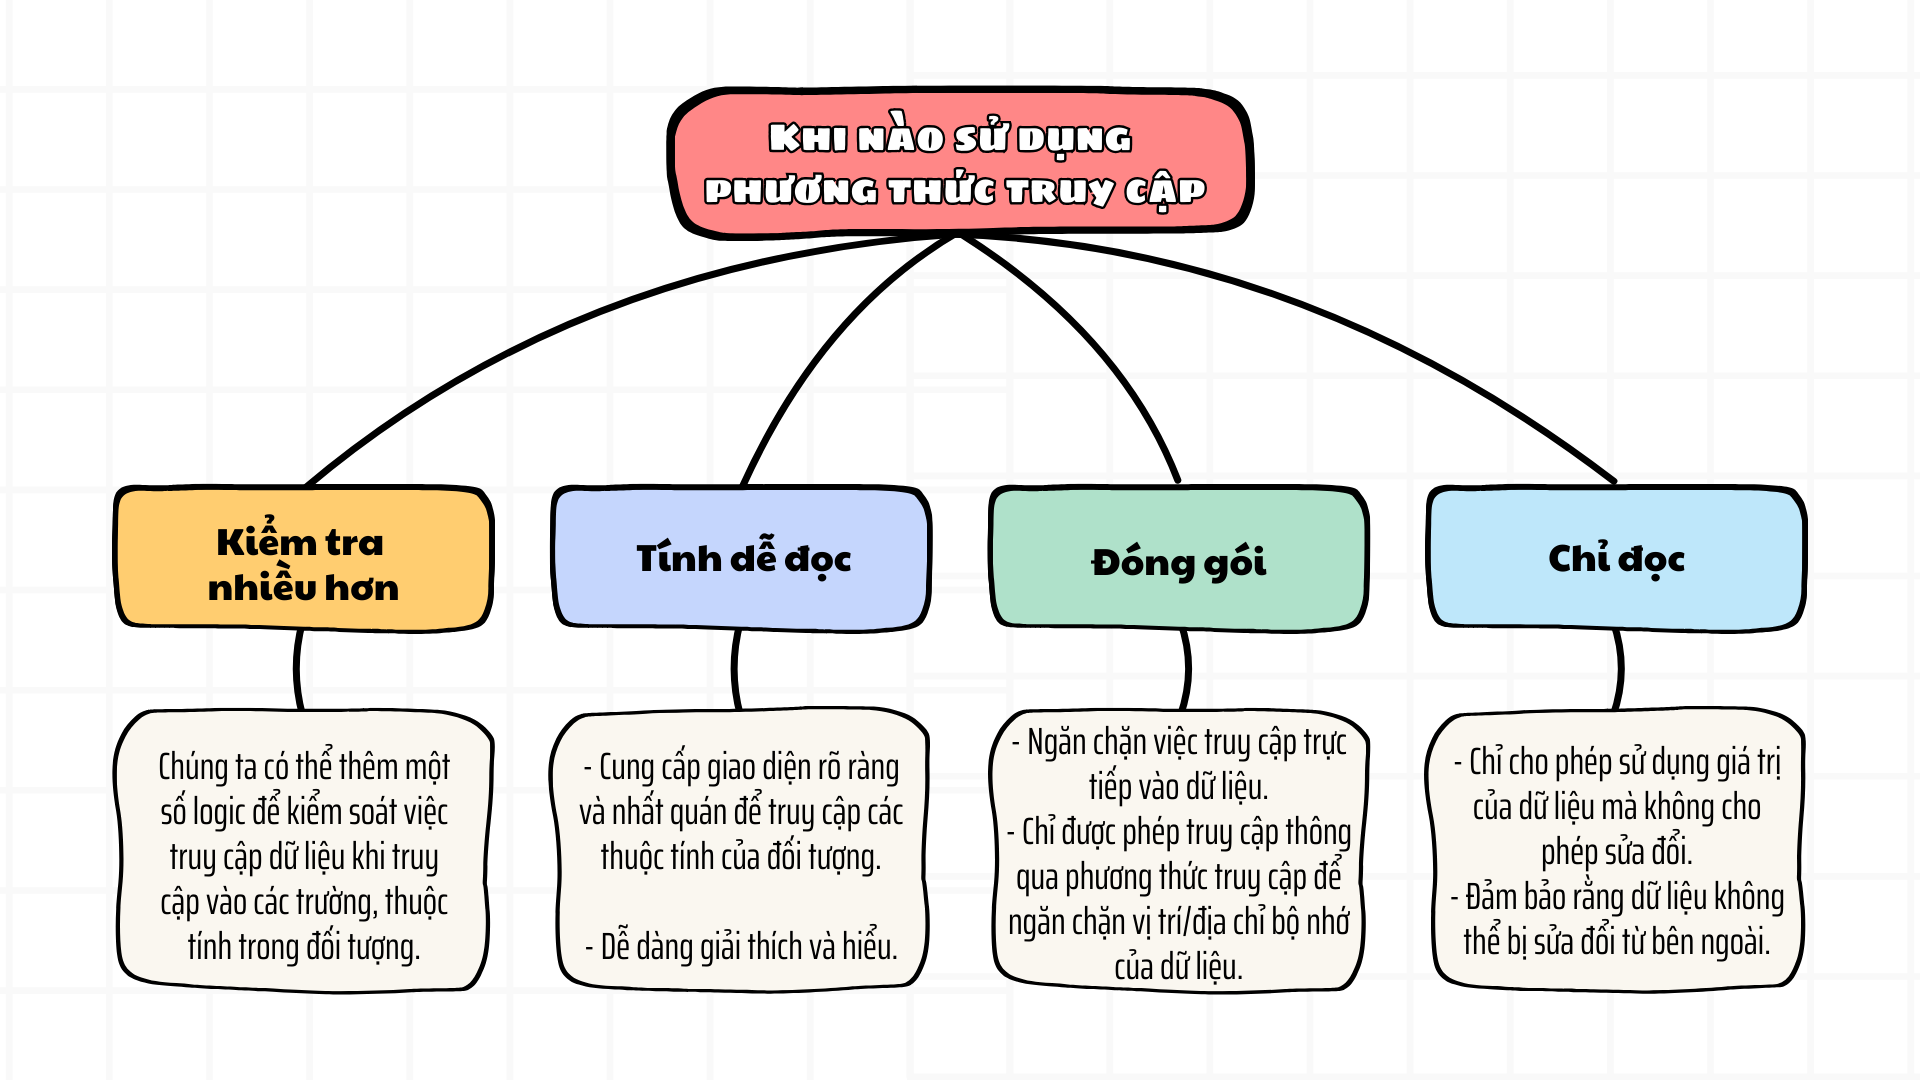 Khi nào sử dụng
phương thức truy cập
Kiểm tra
nhiều hơn
Tính dễ đọc
Đóng gói
Chỉ đọc
Chúng ta có thể thêm một
số logic để kiểm soát việc
truy cập dữ liệu khi truy
cập vào các trường, thuộc
tính trong đối tượng.
- Cung cấp giao diện rõ ràng
và nhất quán để truy cập các
thuộc tính của đối tượng.
- Dễ dàng giải thích và hiểu.
- Ngăn chặn việc truy cập trực
tiếp vào dữ liệu.
- Chỉ được phép truy cập thông
qua phương thức truy cập để
ngăn chặn vị trí/địa chỉ bộ nhớ
của dữ liệu.
- Chỉ cho phép sử dụng giá trị
của dữ liệu mà không cho
phép sửa đổi.
- Đảm bảo rằng dữ liệu không
thể bị sửa đổi từ bên ngoài.